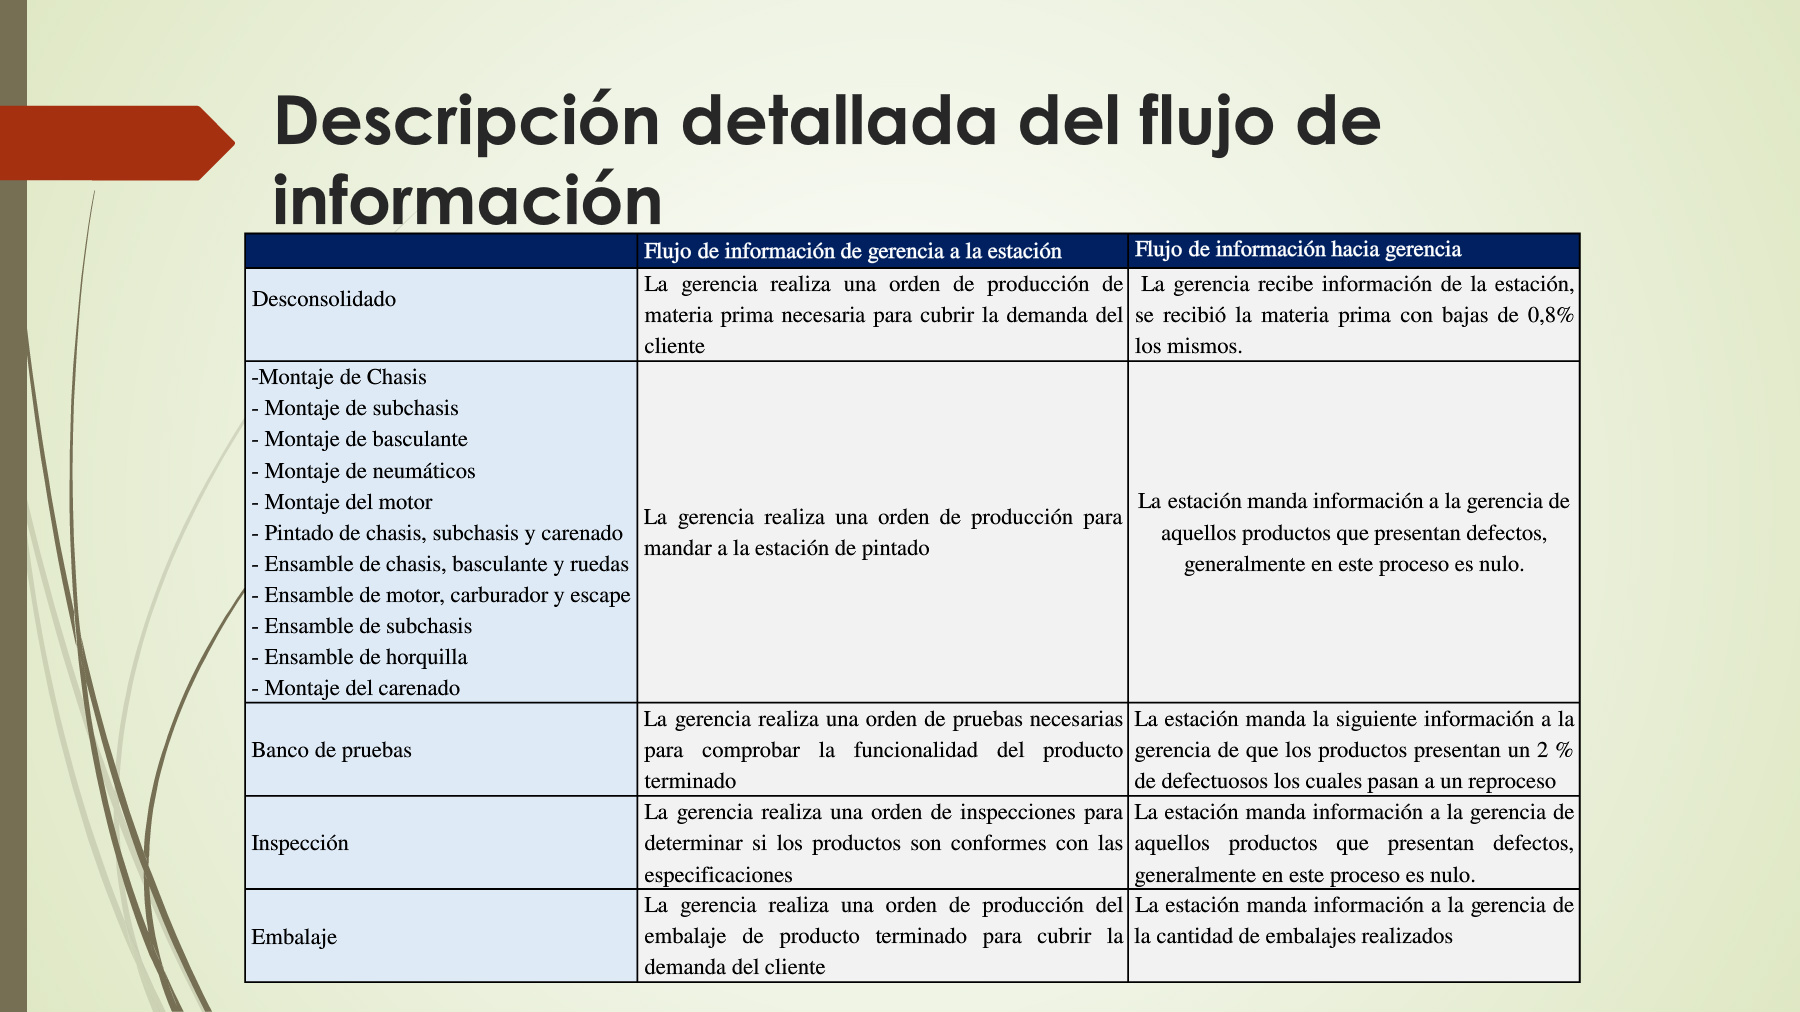 Descripción detallada del flujo de
información
Flujo de información de gerencia a la estación
Flujo de información hacia gerencia
Desconsolidado
La gerencia realiza una orden de producción de
materia prima necesaria para cubrir la demanda del
cliente
La gerencia recibe información de la estación,
se recibió la materia prima con bajas de 0,8%
los mismos.
-Montaje de Chasis
- Montaje de subchasis
- Montaje de basculante
- Montaje de neumáticos
- Montaje del motor
- Pintado de chasis, subchasis y carenado
- Ensamble de chasis, basculante y ruedas
- Ensamble de motor, carburador y escape
- Ensamble de subchasis
- Ensamble de horquilla
- Montaje del carenado
La gerencia realiza una orden de producción para
mandar a la estación de pintado
La estación manda información a la gerencia de
aquellos productos que presentan defectos,
generalmente en este proceso es nulo.
Banco de pruebas
La gerencia realiza una orden de pruebas necesarias
para comprobar la funcionalidad del producto
terminado
La estación manda la siguiente información a la
gerencia de que los productos presentan un 2 %
de defectuosos los cuales pasan a un reproceso
Inspección
La gerencia realiza una orden de inspecciones para
determinar si los productos son conformes con las
especificaciones
La estación manda información a la gerencia de
aquellos productos que presentan defectos,
generalmente en este proceso es nulo.
Embalaje
La gerencia realiza una orden de producción del
embalaje de producto terminado para cubrir la
demanda del cliente
La estación manda información a la gerencia de
la cantidad de embalajes realizados